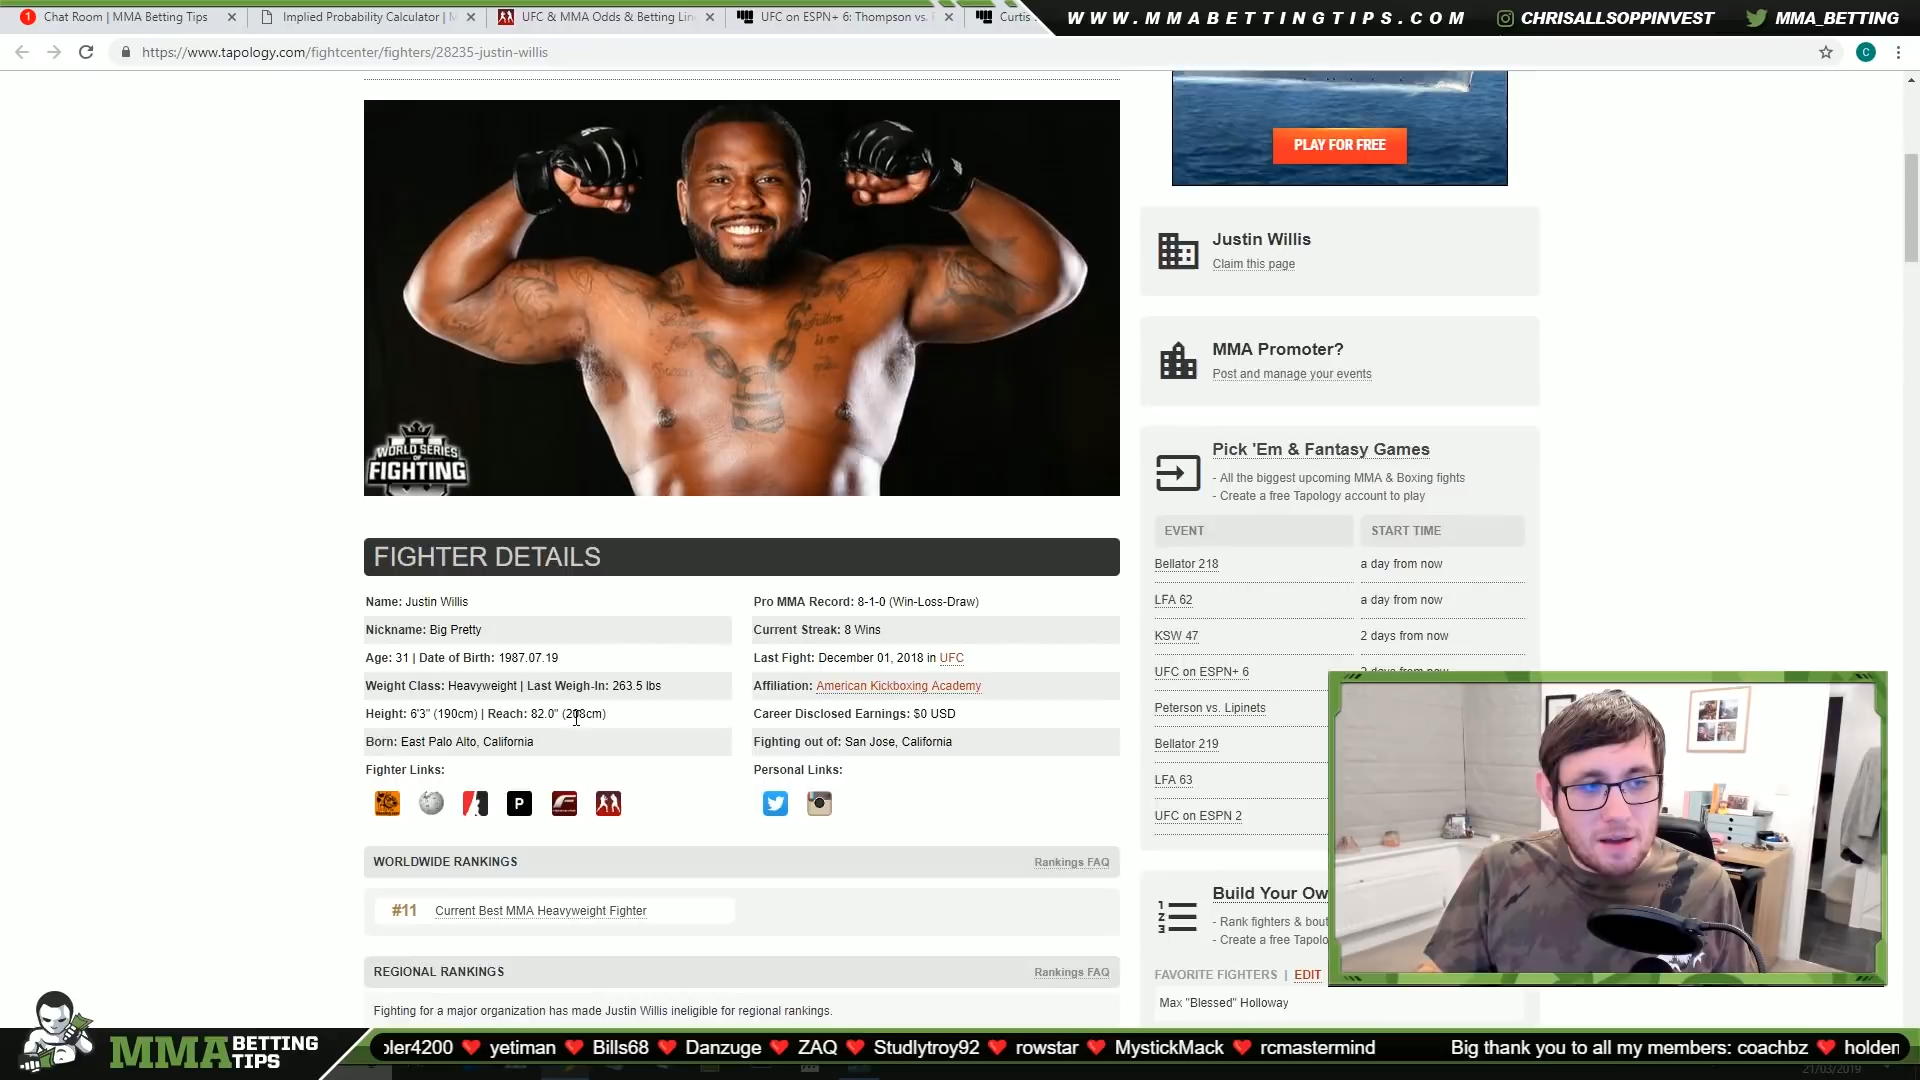 1 Chat Room | MMA Betting Tips
Implied Probability Calculator | M
UFC & MMA Odds & Betting Lin
UFC on ESPN+ 6: Thompson vs.
Curtis
WWW.MMABETTINGTIPS.COM
CHRISALLSOPPINVEST
MMA_BETTING
https://www.tapology.com/fightcenter/fighters/28235-justin-willis
C
PLAY FOR FREE
WORLD SERIES
OF
FIGHTING
Justin Willis
Claim this page
MMA Promoter?
Post and manage your events
Pick 'Em & Fantasy Games
- All the biggest upcoming MMA & Boxing fights
- Create a free Tapology account to play
EVENT START TIME
Bellator 218 a day from now
LFA 62 a day from now
KSW 47 2 days from now
UFC on ESPN+ 6 2 days from now
Peterson vs. Lipinets
Bellator 219
LFA 63
UFC on ESPN 2
Build Your Ow
- Rank fighters & bout
- Create a free Tapolo
FAVORITE FIGHTERS | EDIT
Max "Blessed" Holloway
FIGHTER DETAILS
Name: Justin Willis
Pro MMA Record: 8-1-0 (Win-Loss-Draw)
Nickname: Big Pretty
Current Streak: 8 Wins
Age: 31 | Date of Birth: 1987.07.19
Last Fight: December 01, 2018 in UFC
Weight Class: Heavyweight | Last Weigh-In: 263.5 lbs
Affiliation: American Kickboxing Academy
Height: 6'3" (190cm) | Reach: 82.0" (208cm)
Career Disclosed Earnings: $0 USD
Born: East Palo Alto, California
Fighting out of: San Jose, California
Fighter Links:
Personal Links:
P
WORLDWIDE RANKINGS Rankings FAQ
#11 Current Best MMA Heavyweight Fighter
REGIONAL RANKINGS Rankings FAQ
Fighting for a major organization has made Justin Willis ineligible for regional rankings.
MMA BETTING
TIPS
oler4200 ❤ yetiman ❤ Bills68 ❤ Danzuge ❤ ZAQ ❤ Studlytroy92 ❤ rowstar ❤ MystickMack ❤ rcmastermind Big thank you to all my members: coachbz ❤ holden
21/03/2019